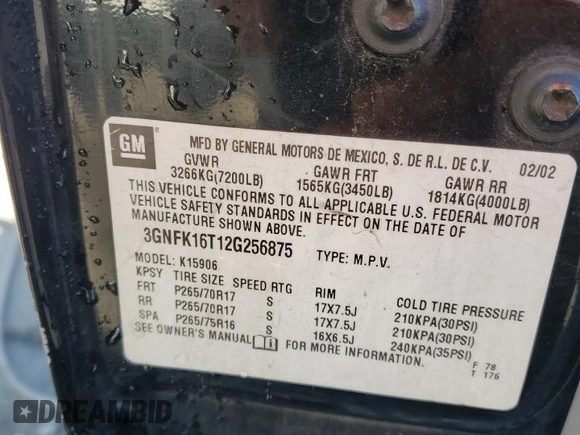 GM
MFD BY GENERAL MOTORS DE MEXICO, S. DE R.L. DE C.V. 02/02
GVWR GAWR FRT GAWR RR
3266KG(7200LB) 1565KG(3450LB) 1814KG(4000LB)
THIS VEHICLE CONFORMS TO ALL APPLICABLE U.S. FEDERAL MOTOR
VEHICLE SAFETY STANDARDS IN EFFECT ON THE DATE OF
MANUFACTURE SHOWN ABOVE.
3GNFK16T12G256875 TYPE: M.P.V.
MODEL: K15906
KPSY TIRE SIZE SPEED RTG RIM COLD TIRE PRESSURE
FRT P265/70R17 S 17X7.5J 210KPA(30PSI)
RR P265/70R17 S 17X7.5J 210KPA(30PSI)
SPA P265/75R16 S 16X6.5J 240KPA(35PSI)
SEE OWNER'S MANUAL FOR MORE INFORMATION.
F 78
T 176
DREAMBID